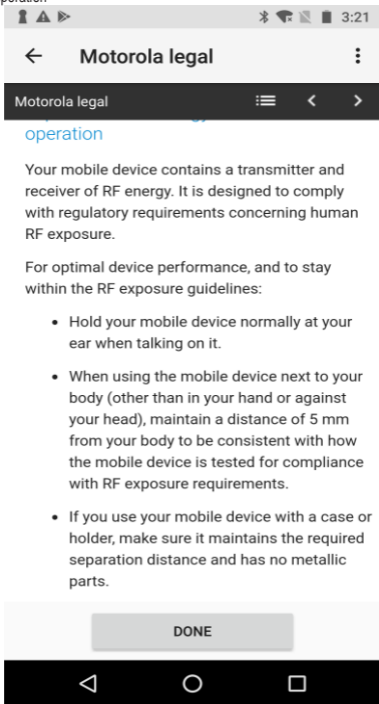 peration
3:21
Motorola legal
Motorola legal
operation
Your mobile device contains a transmitter and
receiver of RF energy. It is designed to comply
with regulatory requirements concerning human
RF exposure.
For optimal device performance, and to stay
within the RF exposure guidelines:
• Hold your mobile device normally at your
ear when talking on it.
• When using the mobile device next to your
body (other than in your hand or against
your head), maintain a distance of 5 mm
from your body to be consistent with how
the mobile device is tested for compliance
with RF exposure requirements.
• If you use your mobile device with a case or
holder, make sure it maintains the required
separation distance and has no metallic
parts.
DONE